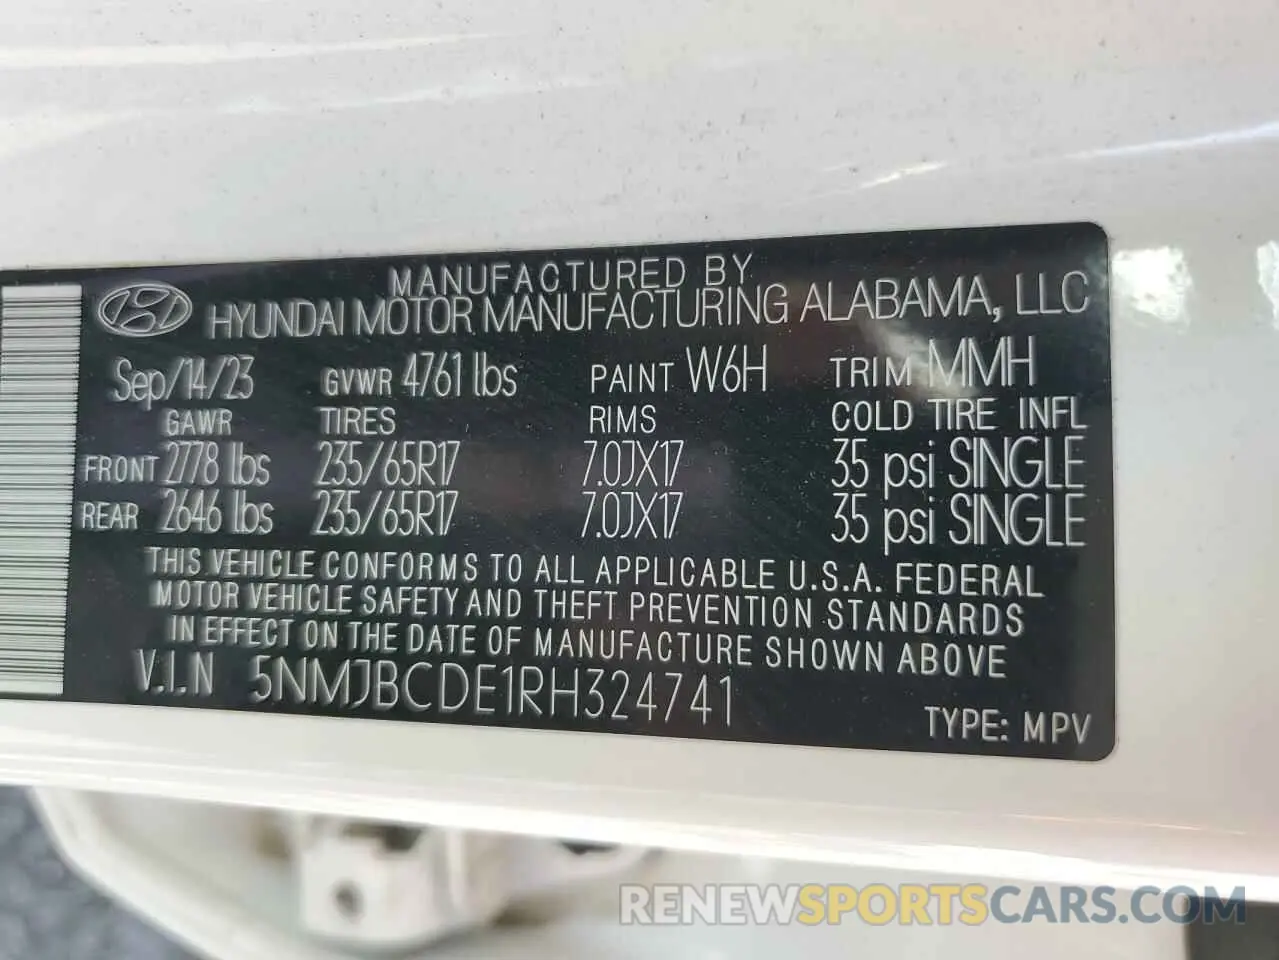 MANUFACTURED BY
HYUNDAI MOTOR MANUFACTURING ALABAMA, LLC
Sep/14/23 GVWR 4761 lbs PAINT W6H TRIM MMH
GAWR TIRES RIMS COLD TIRE INFL
FRONT 2778 lbs 235/65R17 7.0JX17 35 psi SINGLE
REAR 2646 lbs 235/65R17 7.0JX17 35 psi SINGLE
THIS VEHICLE CONFORMS TO ALL APPLICABLE U.S.A. FEDERAL
MOTOR VEHICLE SAFETY AND THEFT PREVENTION STANDARDS
IN EFFECT ON THE DATE OF MANUFACTURE SHOWN ABOVE
V.I.N 5NMJBCDE1RH324741
TYPE: MPV
RENEWSPORTSCARS.COM